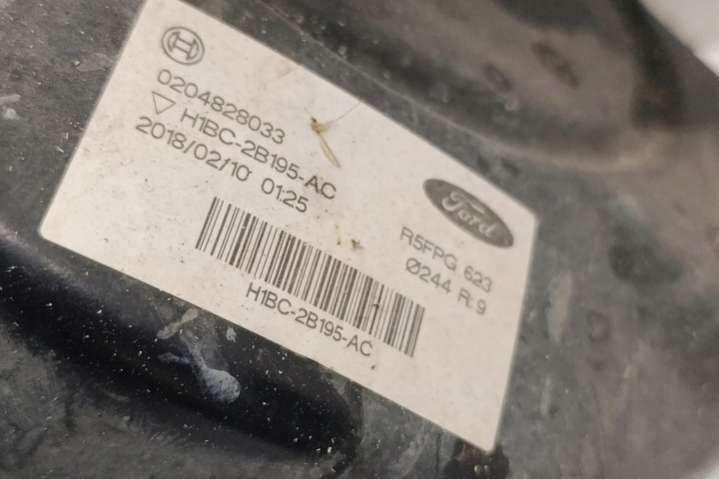 0204828033
▽ H1BC-2B195-AC
2018/02/10 01:25
Ford
R5FPG 623
Ø244 R.9
H1BC-2B195-AC